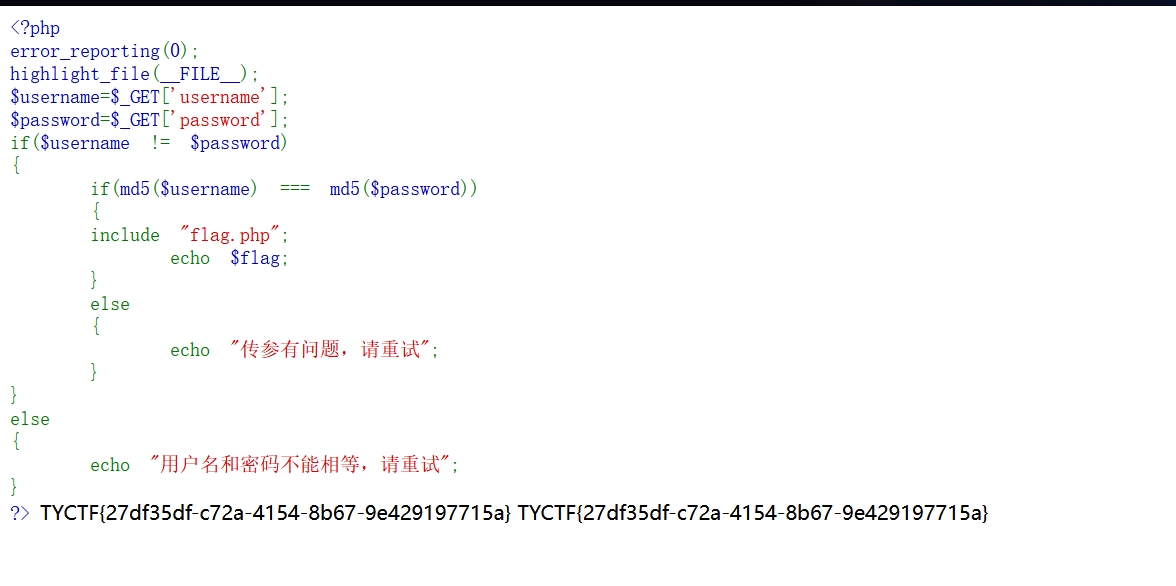 <?php
error_reporting(0);
highlight_file(__FILE__);
$username=$_GET['username'];
$password=$_GET['password'];
if($username != $password)
{
if(md5($username) === md5($password))
{
include "flag.php";
echo $flag;
}
else
{
echo "传参有问题，请重试";
}
}
else
{
echo "用户名和密码不能相等，请重试";
}
?> TYCTF{27df35df-c72a-4154-8b67-9e429197715a} TYCTF{27df35df-c72a-4154-8b67-9e429197715a}